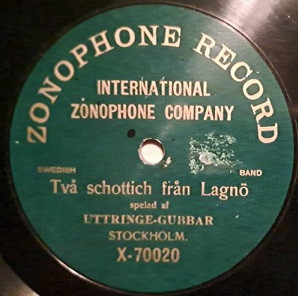 ZONOPHONE RECORD
INTERNATIONAL
ZONOPHONE COMPANY
SWEDISH BAND
Två schottich från Lagnö
spelad af
UTTRINGE-GUBBAR
STOCKHOLM.
X-70020